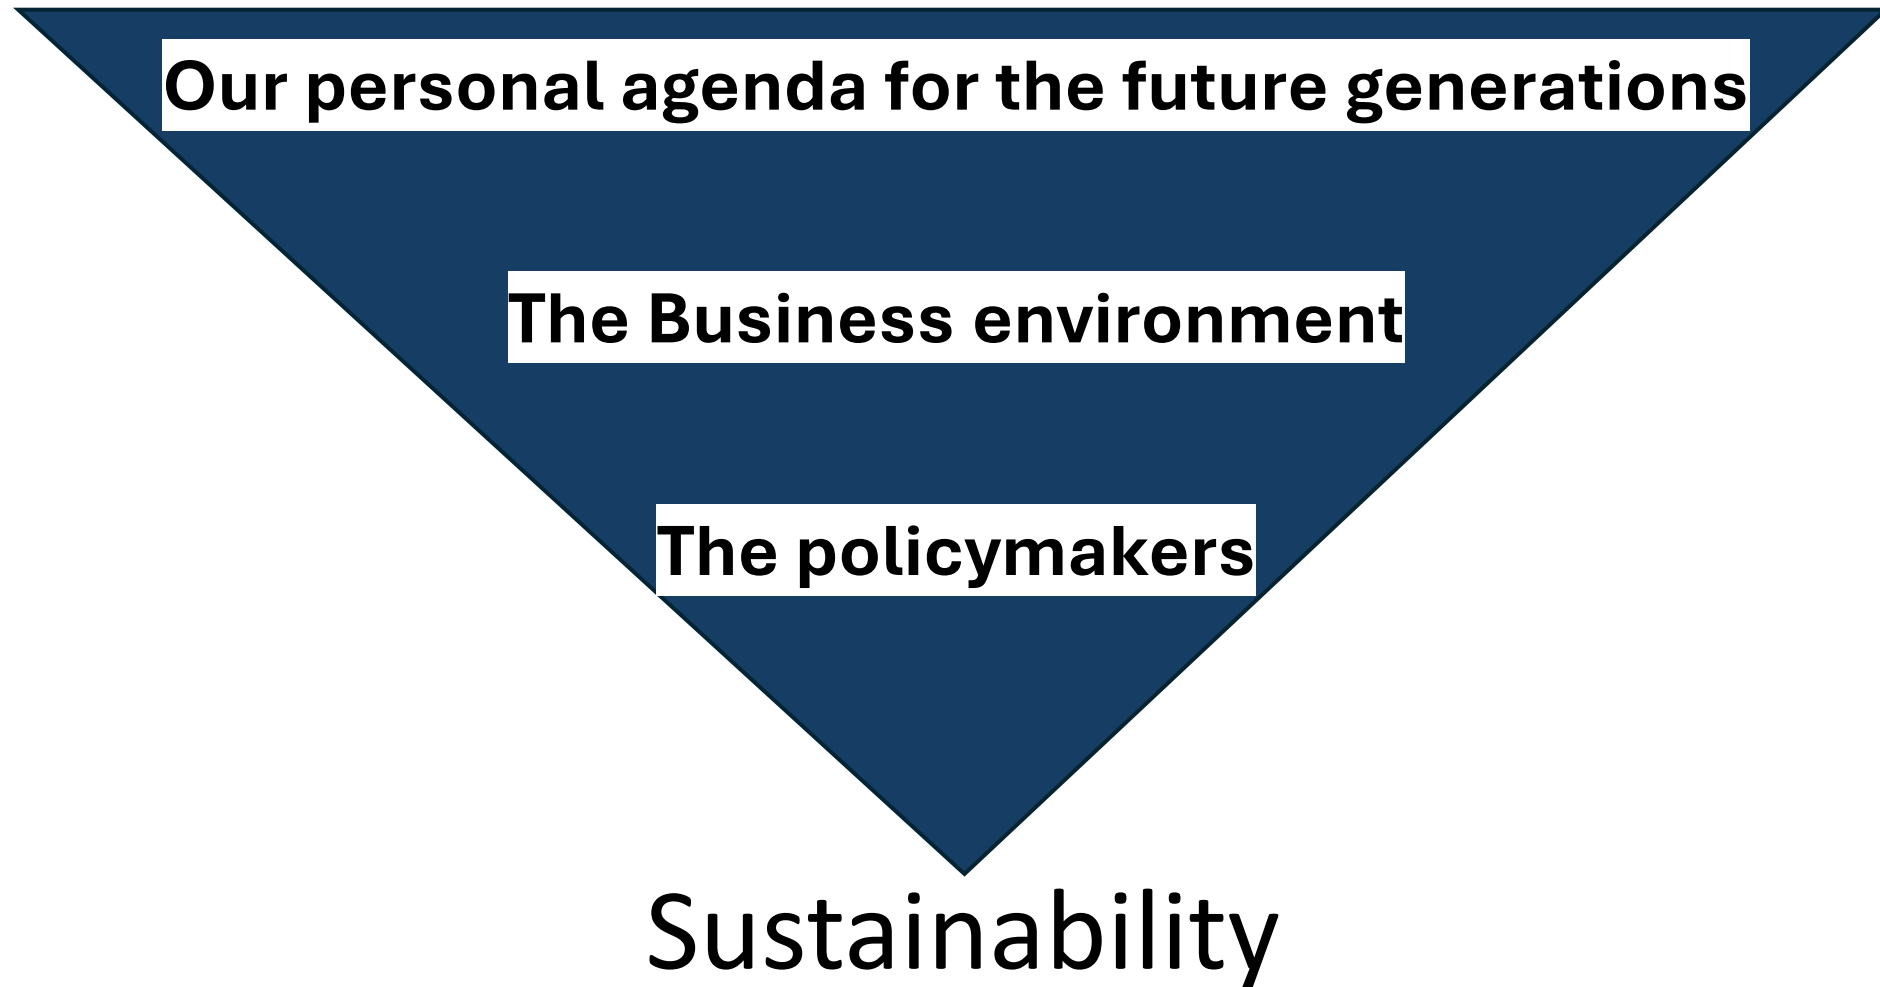 Our personal agenda for the future generations
The Business environment
The policymakers
Sustainability